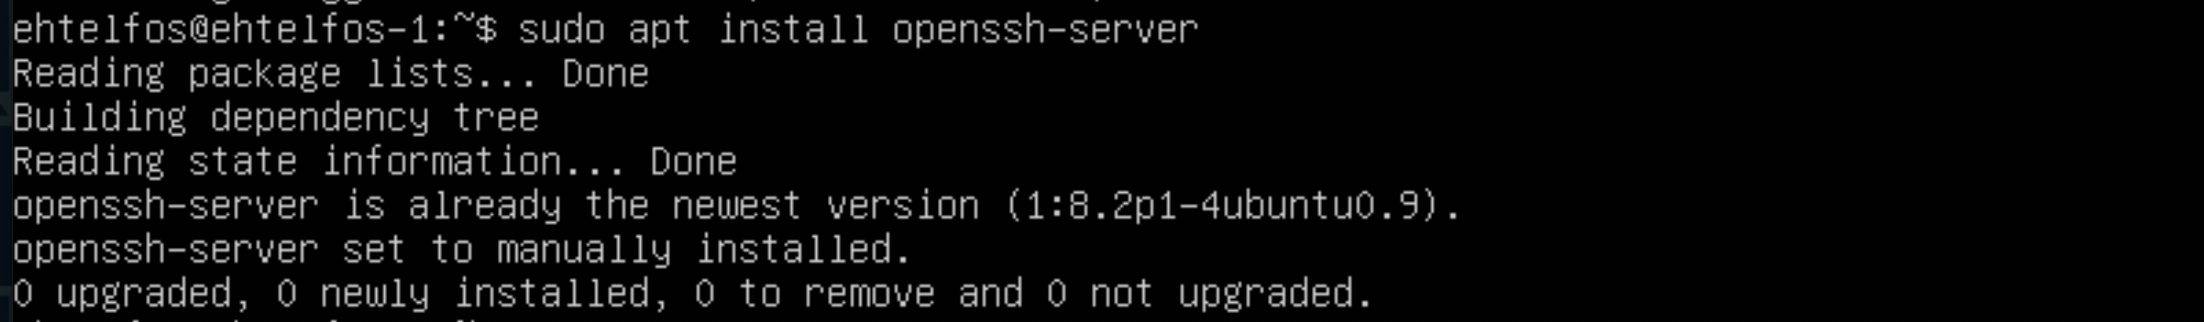 ehtelfos@ehtelfos-1:~$ sudo apt install openssh-server
Reading package lists... Done
Building dependency tree
Reading state information... Done
openssh-server is already the newest version (1:8.2p1-4ubuntu0.9).
openssh-server set to manually installed.
0 upgraded, 0 newly installed, 0 to remove and 0 not upgraded.